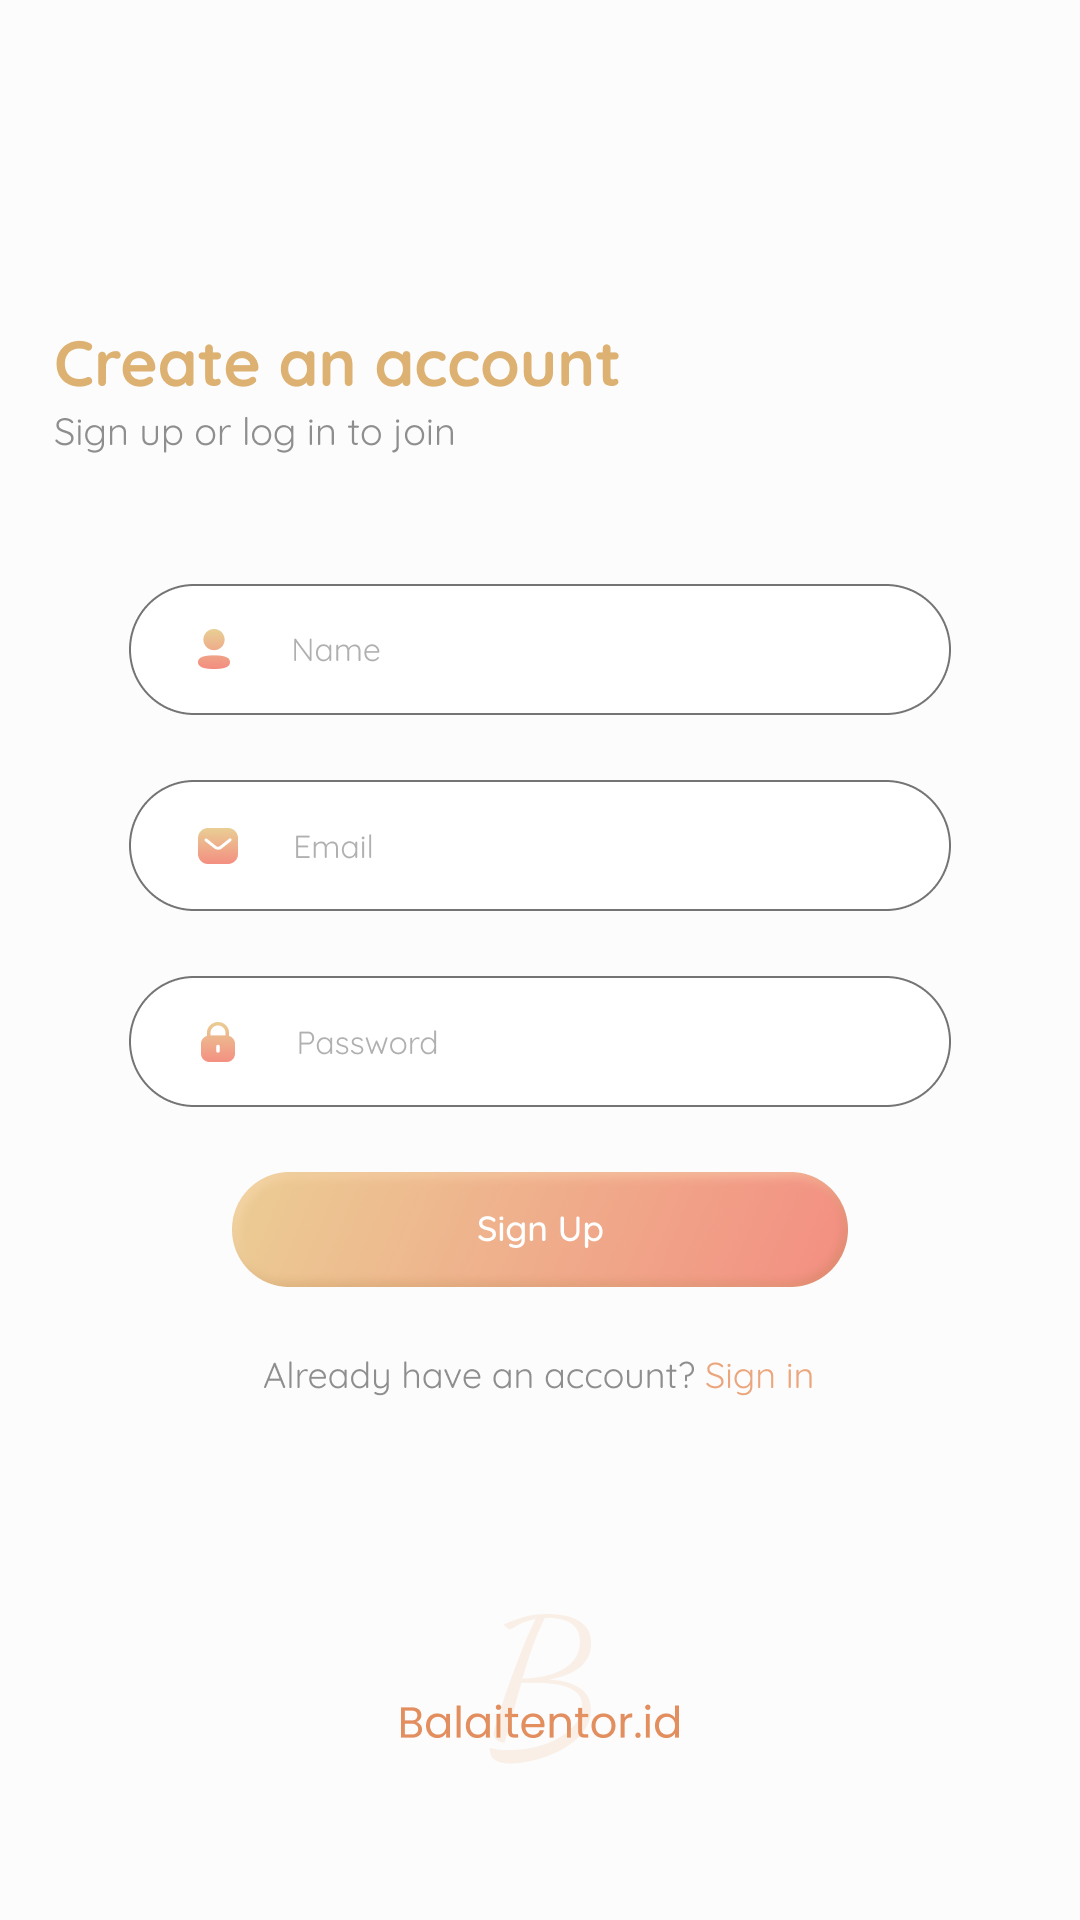 Create an account
Sign up or log in to join
Name
Email
Password
Sign Up
Already have an account? Sign in
B
Balaitentor.id